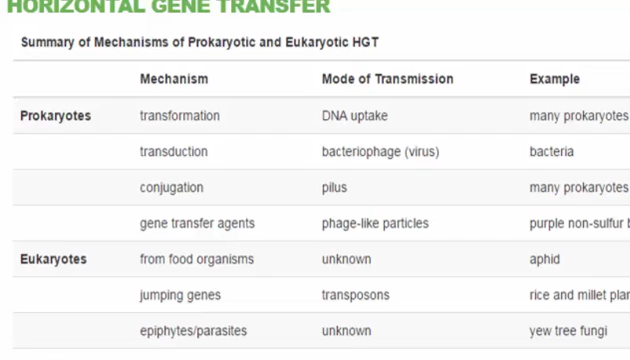 HORIZONTAL GENE TRANSFER
Summary of Mechanisms of Prokaryotic and Eukaryotic HGT
Mechanism Mode of Transmission Example
Prokaryotes transformation DNA uptake many prokaryotes
transduction bacteriophage (virus) bacteria
conjugation pilus many prokaryotes
gene transfer agents phage-like particles purple non-sulfur
Eukaryotes from food organisms unknown aphid
jumping genes transposons rice and millet
epiphytes/parasites unknown yew tree fungi